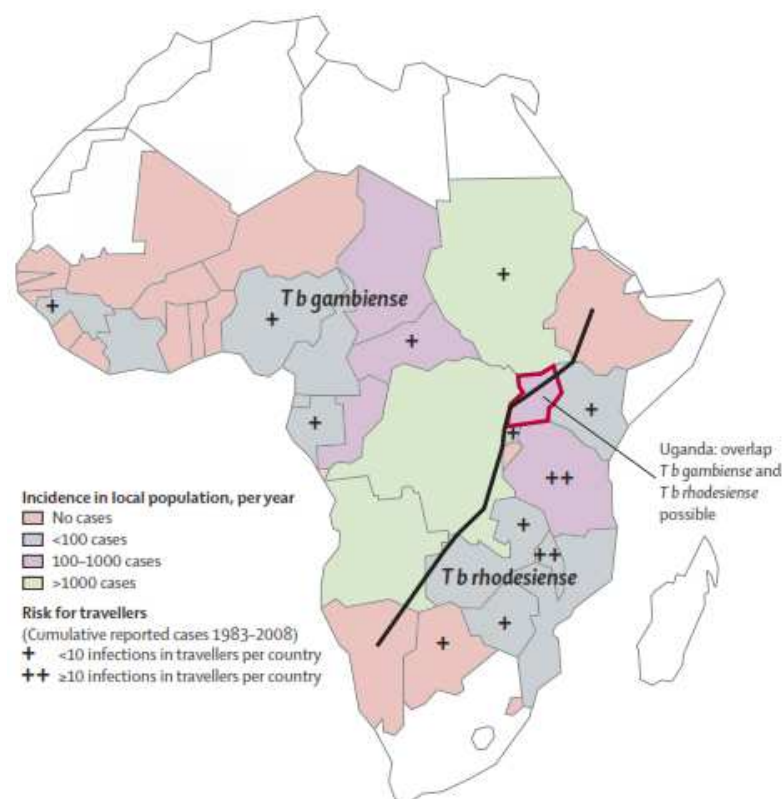 T b gambiense
Uganda: overlap
T b gambiense and
T b rhodesiense
possible
T b rhodesiense
Incidence in local population, per year
No cases
<100 cases
100–1000 cases
>1000 cases
Risk for travellers
(Cumulative reported cases 1983–2008)
+ <10 infections in travellers per country
++ ≥10 infections in travellers per country
+
+
+
+
+
+
+
++
+
++
+
+